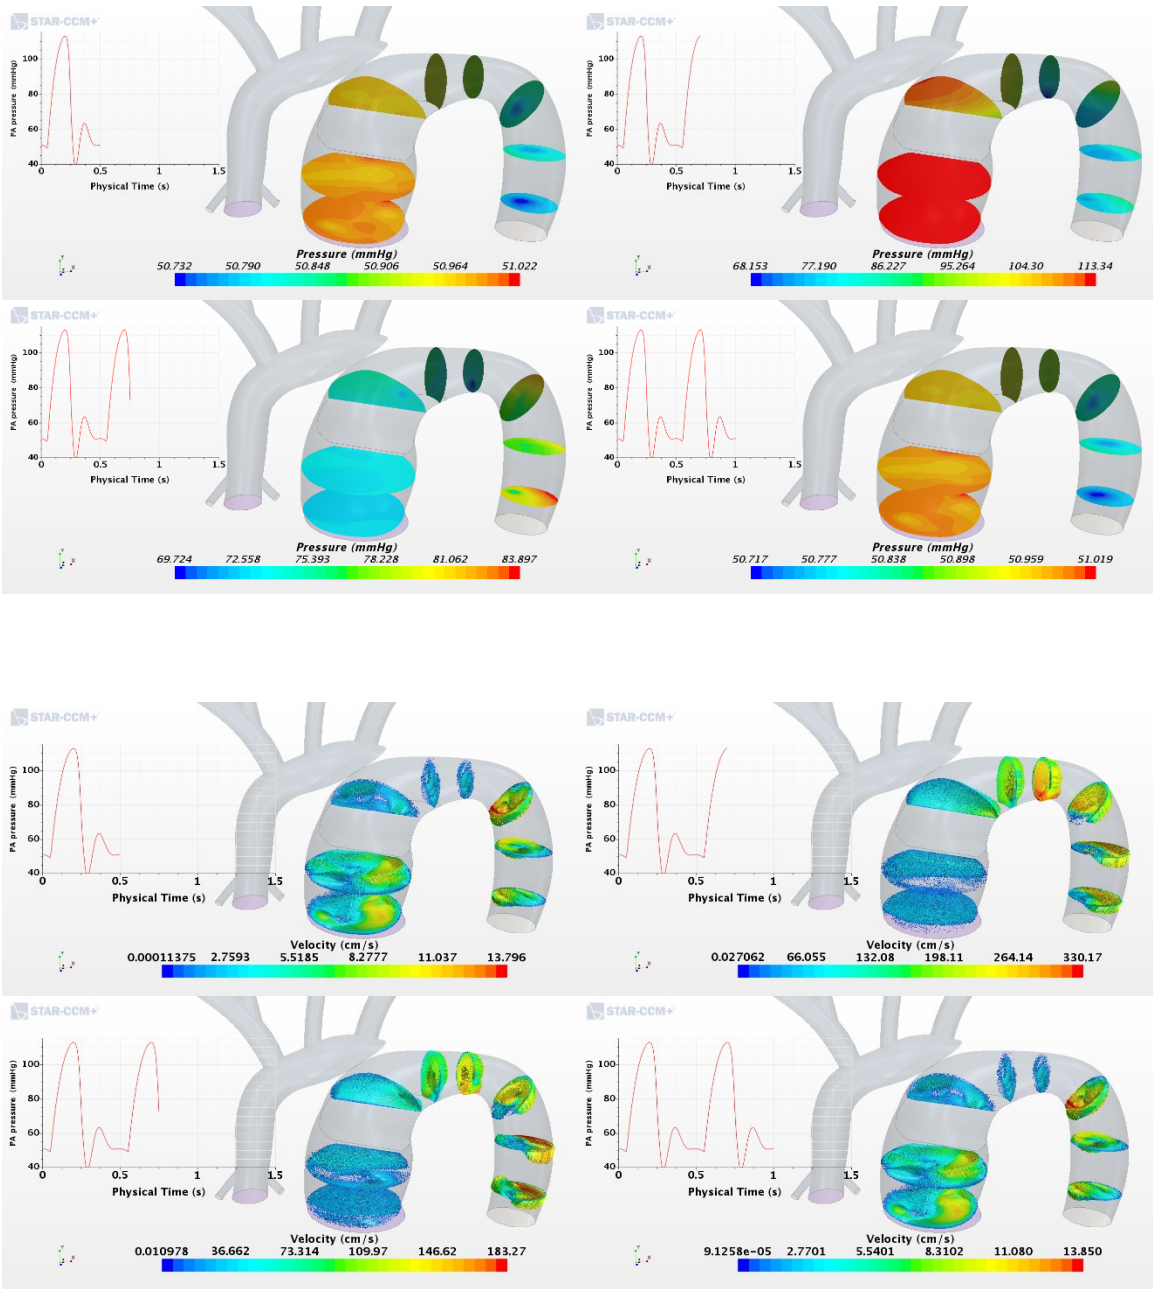 STAR-CCM+
100
80
60
40
PA pressure (mmHg)
0 0.5 1 1.5
Physical Time (s)
Pressure (mmHg)
50.732 50.790 50.848 50.906 50.964 51.022
STAR-CCM+
100
80
60
40
PA pressure (mmHg)
0 0.5 1 1.5
Physical Time (s)
Pressure (mmHg)
68.153 77.190 86.227 95.264 104.30 113.34
STAR-CCM+
100
80
60
40
PA pressure (mmHg)
0 0.5 1 1.5
Physical Time (s)
Pressure (mmHg)
69.724 72.558 75.393 78.228 81.062 83.897
STAR-CCM+
100
80
60
40
PA pressure (mmHg)
0 0.5 1 1.5
Physical Time (s)
Pressure (mmHg)
50.717 50.777 50.838 50.898 50.959 51.019
STAR-CCM+
100
80
60
40
PA pressure (mmHg)
0 0.5 1 1.5
Physical Time (s)
Velocity (cm/s)
0.00011375 2.7593 5.5185 8.2777 11.037 13.796
STAR-CCM+
100
80
60
40
PA pressure (mmHg)
0 0.5 1 1.5
Physical Time (s)
Velocity (cm/s)
0.027062 66.055 132.08 198.11 264.14 330.17
STAR-CCM+
100
80
60
40
PA pressure (mmHg)
0 0.5 1 1.5
Physical Time (s)
Velocity (cm/s)
0.010978 36.662 73.314 109.97 146.62 183.27
STAR-CCM+
100
80
60
40
PA pressure (mmHg)
0 0.5 1 1.5
Physical Time (s)
Velocity (cm/s)
9.1258e-05 2.7701 5.5401 8.3102 11.080 13.850